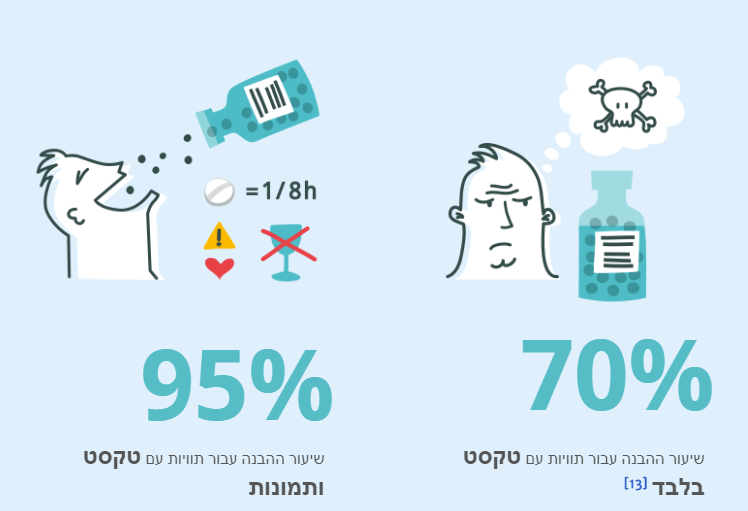 =1/8h
70%
שיעור ההבנה עבור תוויות עם טקסט
בלבד [13]
95%
שיעור ההבנה עבור תוויות עם טקסט
ותמונות